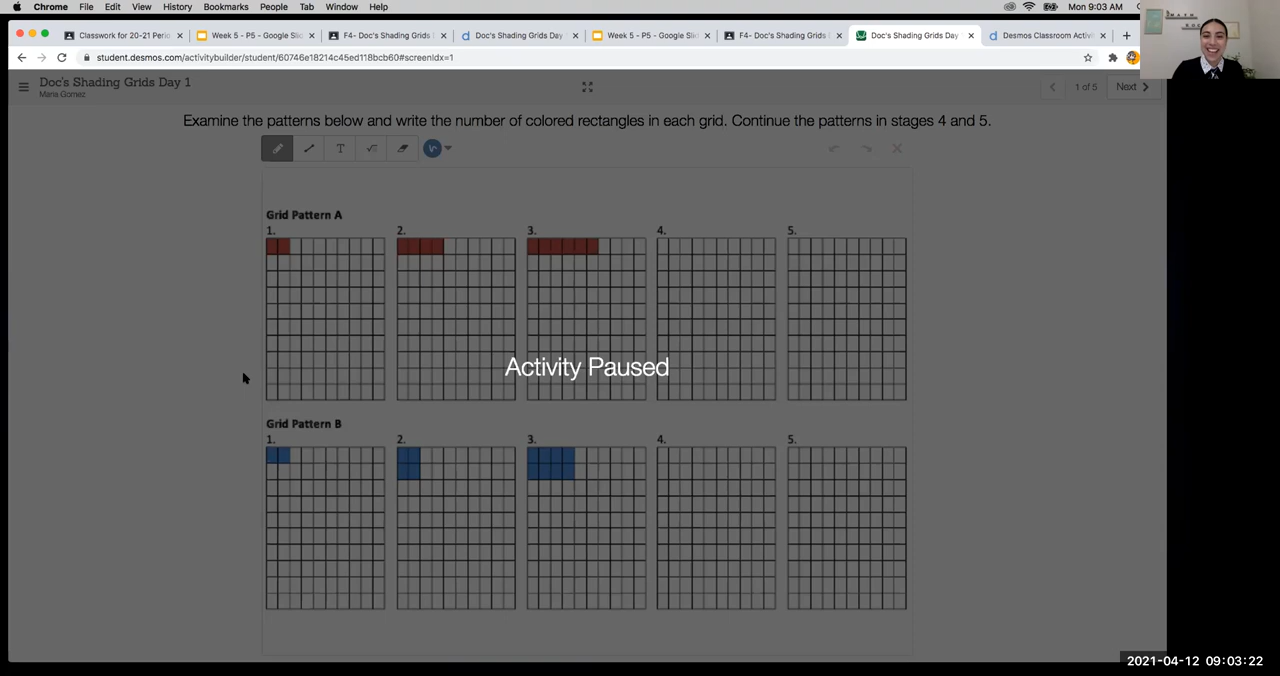 Chrome File Edit View History Bookmarks People Tab Window Help Mon 9:03 AM
Classwork for 20-21 Perio Week 5 - P5 - Google Slid F4- Doc's Shading Grids Doc's Shading Grids Day Week 5 - P5 - Google Slid F4- Doc's Shading Grids Doc's Shading Grids Day Desmos Classroom Activi
student.desmos.com/activitybuilder/student/60746e18214c45ed118bcb60#screenIdx=1
Doc's Shading Grids Day 1
Maria Gomez
1 of 5 Next
Examine the patterns below and write the number of colored rectangles in each grid. Continue the patterns in stages 4 and 5.
T
Grid Pattern A
1. 2. 3. 4. 5.
Activity Paused
Grid Pattern B
1. 2. 3. 4. 5.
2021-04-12 09:03:22